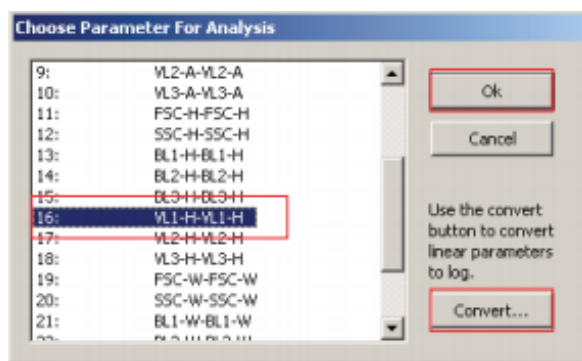 Choose Parameter For Analysis
9: VL2-A-VL2-A
10: VL3-A-VL3-A
11: FSC-H-FSC-H
12: SSC-H-SSC-H
13: BL1-H-BL1-H
14: BL2-H-BL2-H
15: BL3-H-BL3-H
16: VL1-H-VL1-H
17: VL2-H-VL2-H
18: VL3-H-VL3-H
19: FSC-W-FSC-W
20: SSC-W-SSC-W
21: BL1-W-BL1-W
Ok
Cancel
Use the convert
button to convert
linear parameters
to log.
Convert...